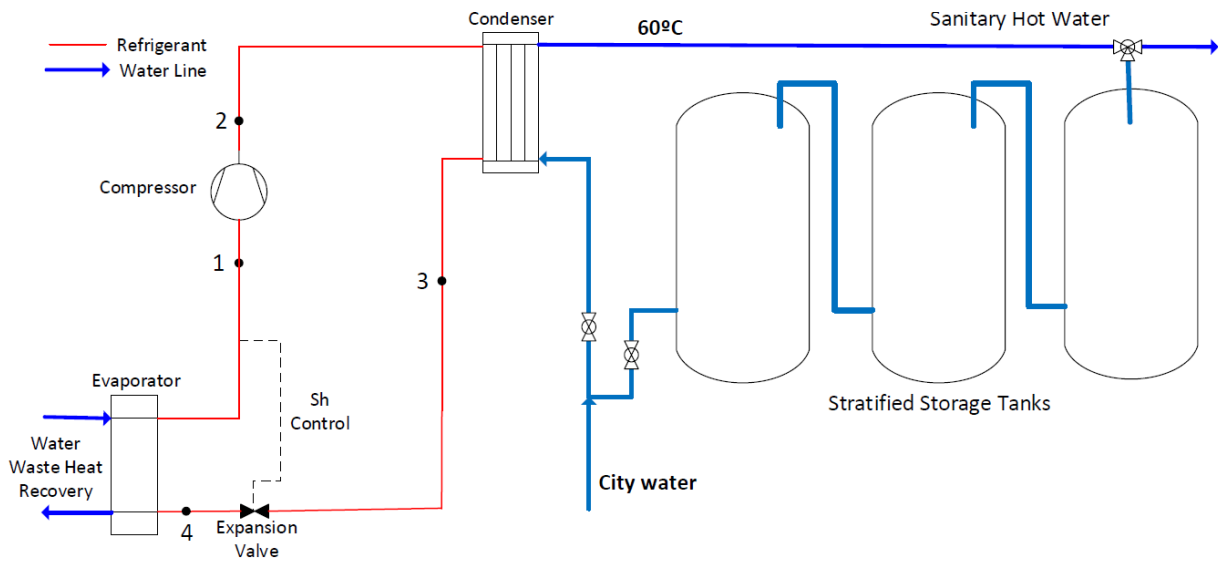 Condenser
Sanitary Hot Water
60ºC
Refrigerant
Water Line
2
Compressor
1
3
Evaporator
Sh
Control
Stratified Storage Tanks
Water
Waste Heat
Recovery
City water
4
Expansion
Valve